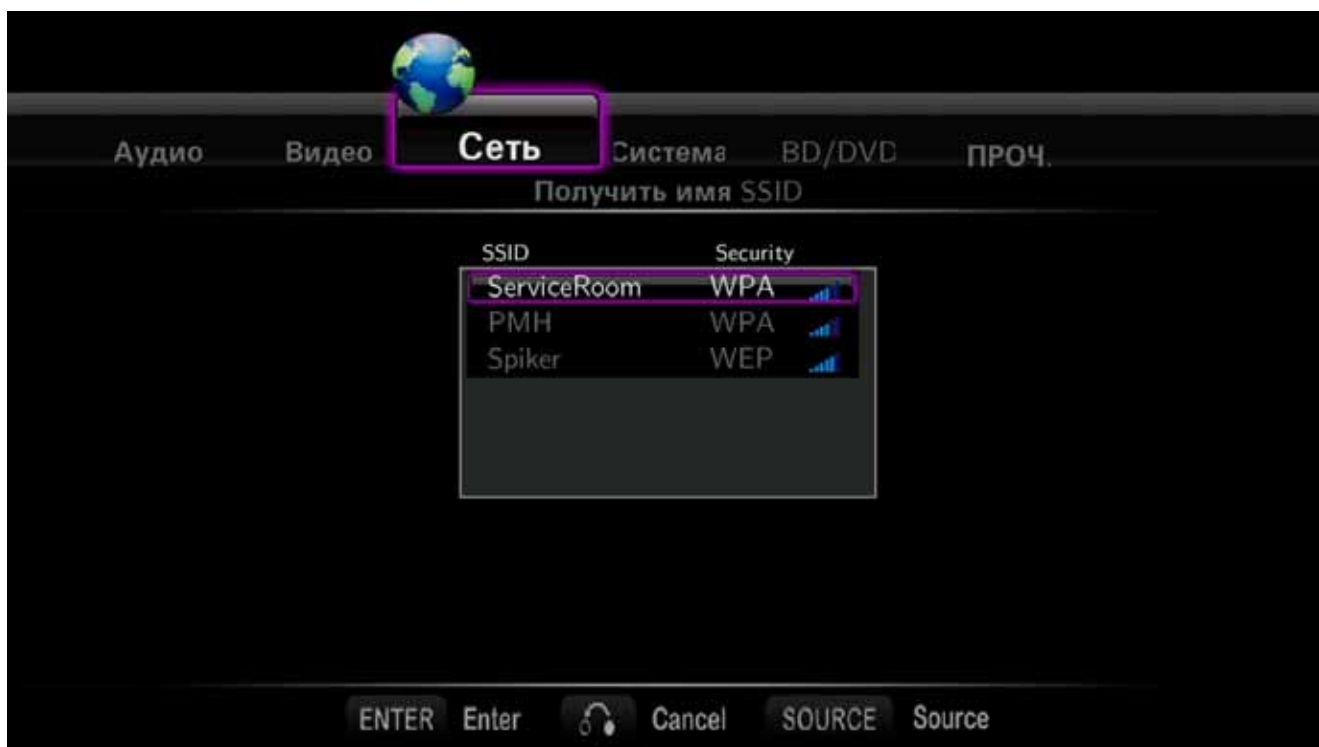 Аудио Видео Сеть Система BD/DVD ПРОЧ.
Получить имя SSID
SSID Security
ServiceRoom WPA
PMH WPA
Spiker WEP
ENTER Enter Cancel SOURCE Source